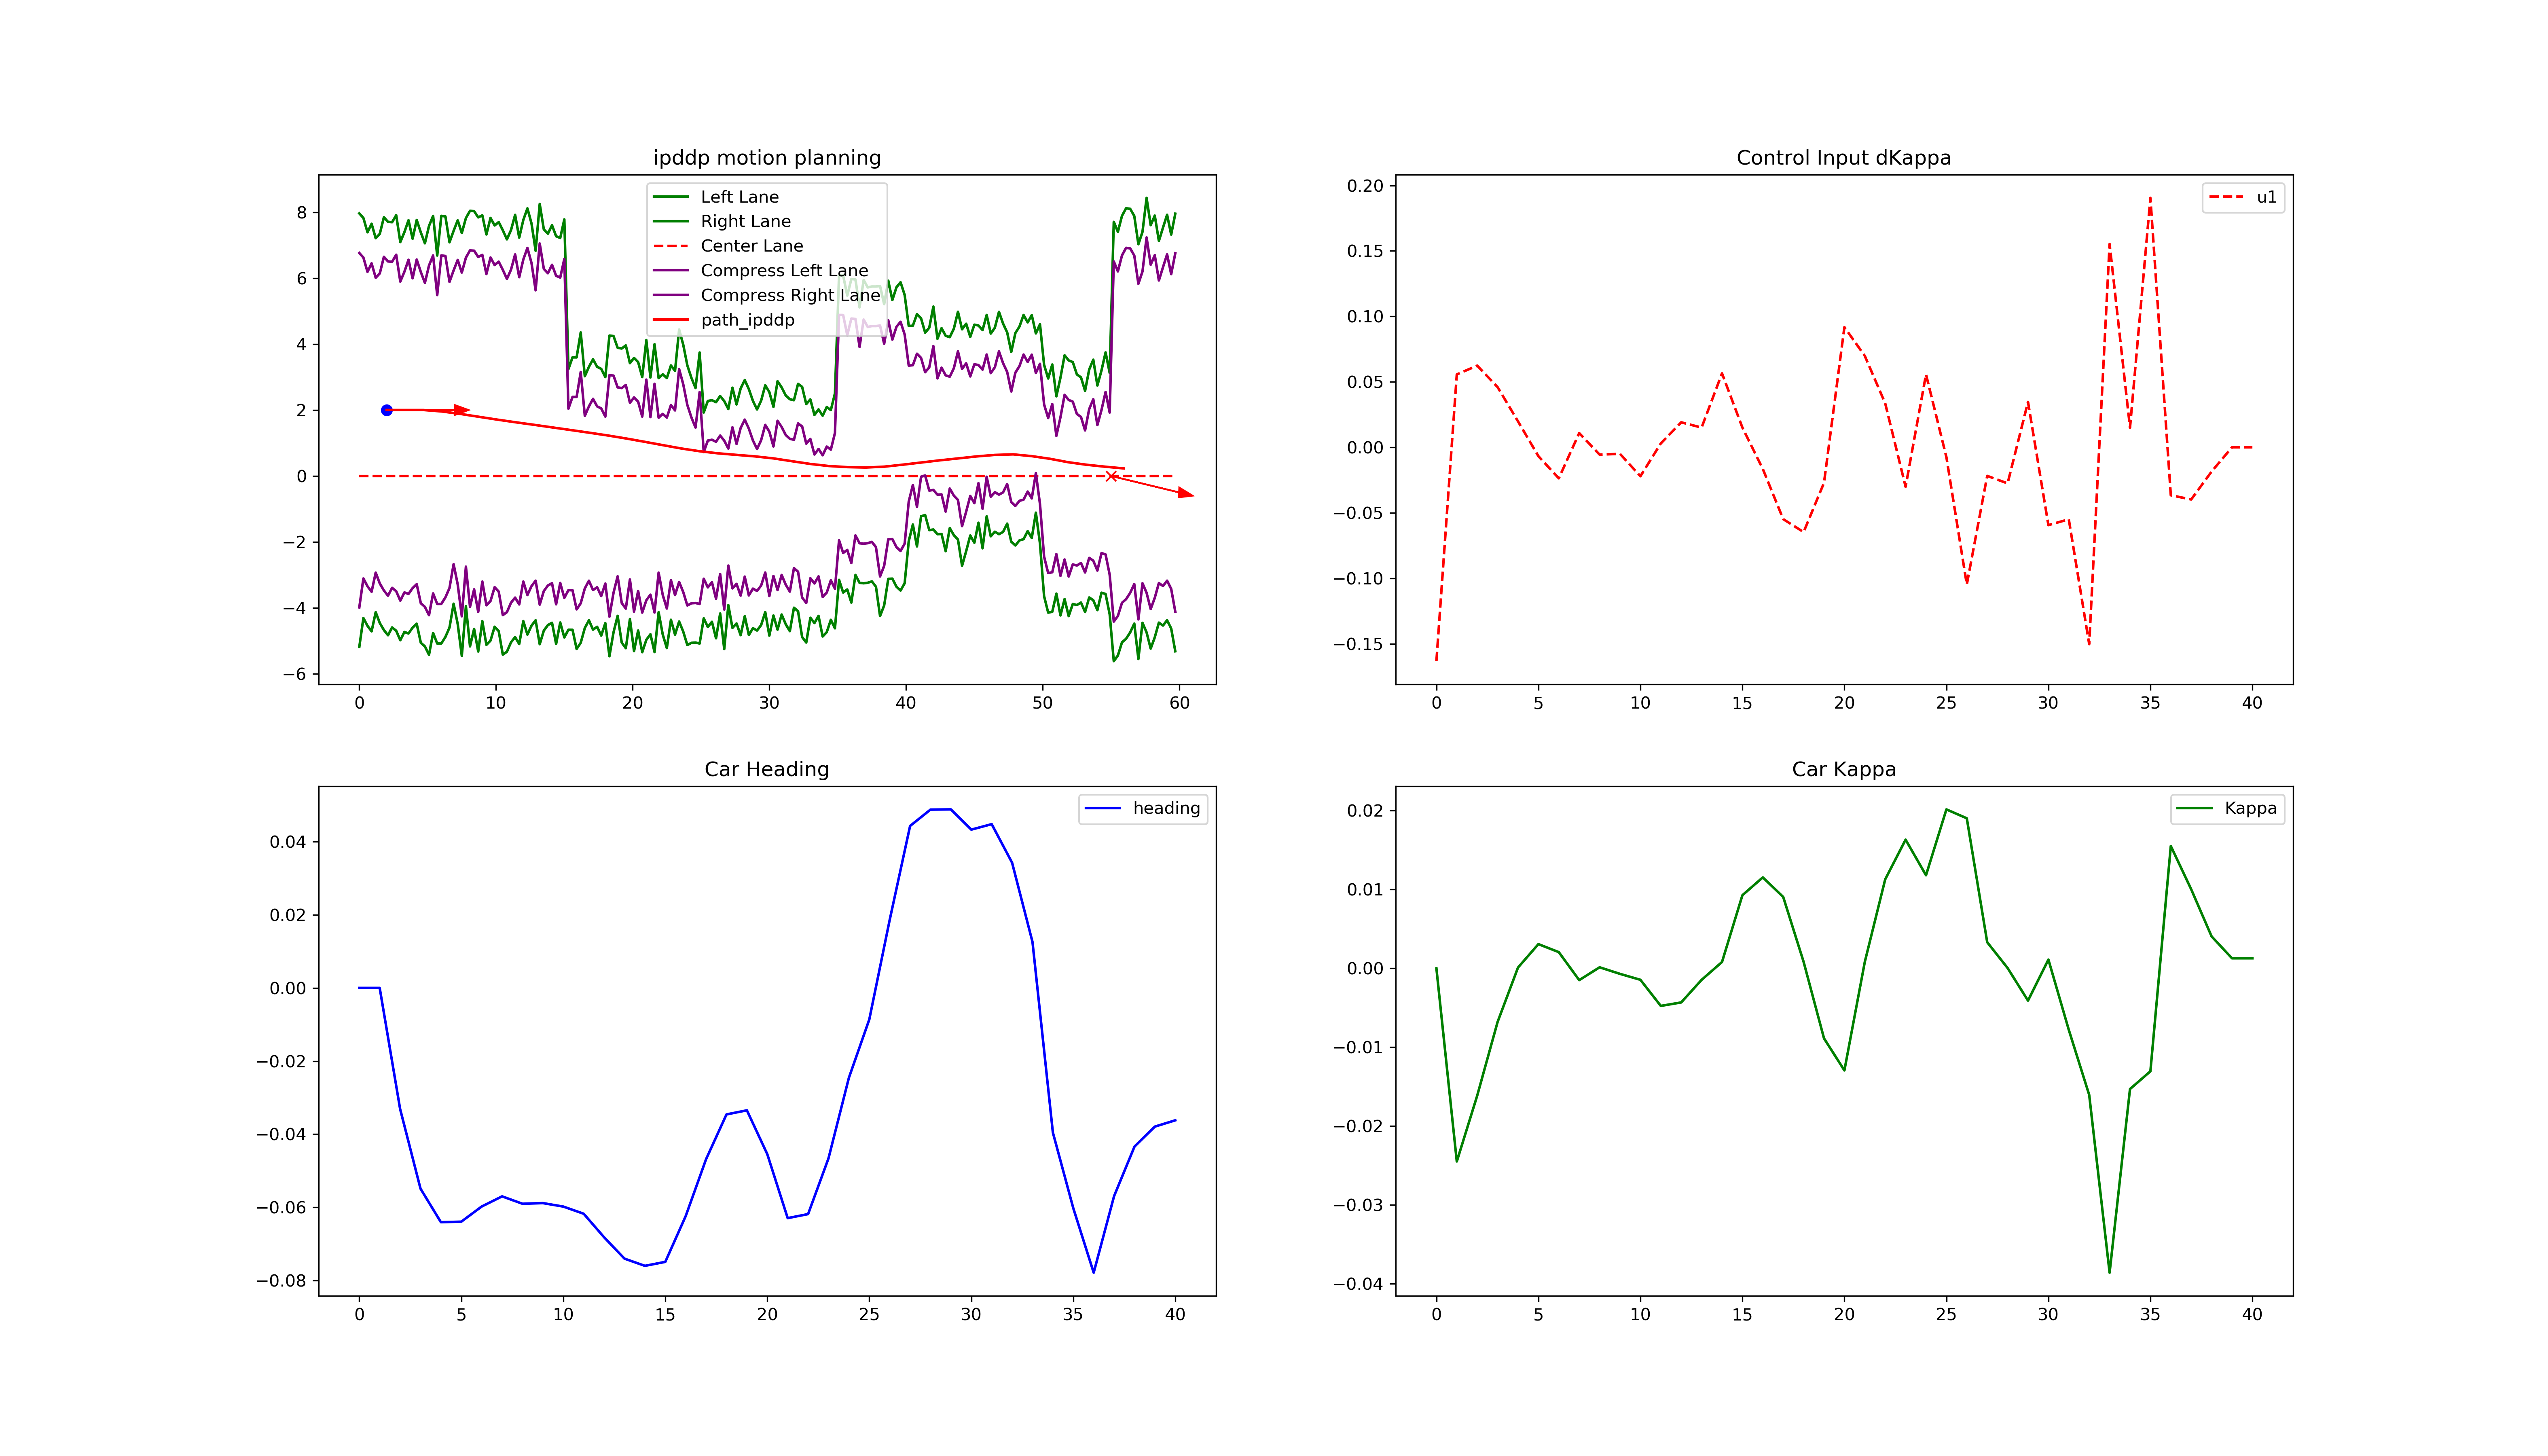 ipddp motion planning
Left Lane
Right Lane
Center Lane
Compress Left Lane
Compress Right Lane
path_ipddp
8
6
4
2
0
−2
−4
−6
0 10 20 30 40 50 60
Control Input dKappa
u1
0.20
0.15
0.10
0.05
0.00
−0.05
−0.10
−0.15
0 5 10 15 20 25 30 35 40
Car Heading
heading
0.04
0.02
0.00
−0.02
−0.04
−0.06
−0.08
0 5 10 15 20 25 30 35 40
Car Kappa
Kappa
0.02
0.01
0.00
−0.01
−0.02
−0.03
−0.04
0 5 10 15 20 25 30 35 40